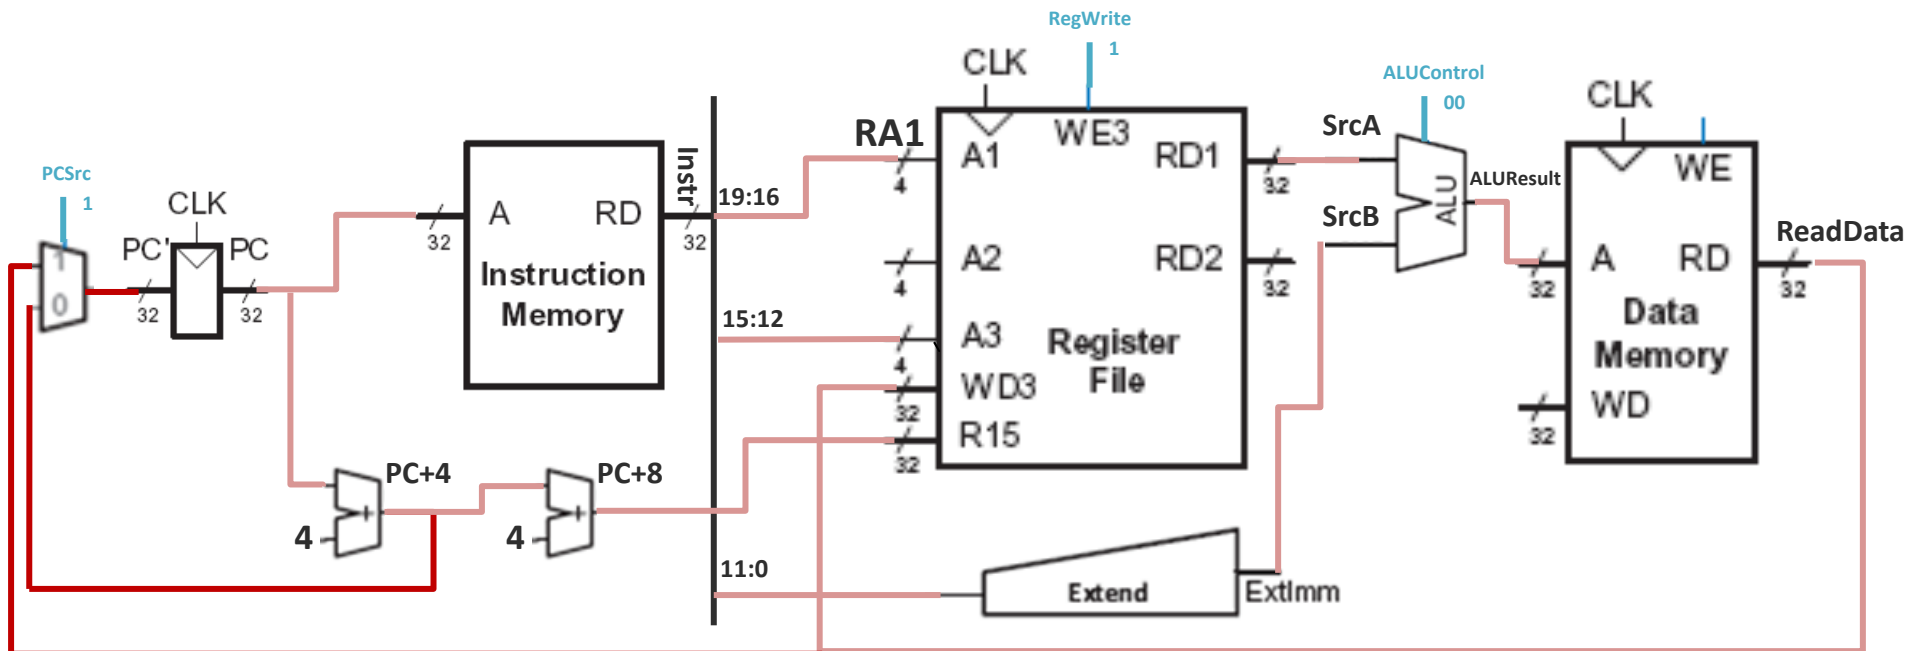 RegWrite
1
CLK
ALUControl
00
CLK
RA1
A1
WE3
RD1
SrcA
WE
4
32
PCSrc
1
CLK
Instr
19:16
A
RD
32
32
ALU
ALUResult
SrcB
PC'
PC
1
0
32
32
Instruction
Memory
A2
RD2
4
32
A
RD
ReadData
32
32
Data
Memory
15:12
A3
4
Register
File
WD3
32
R15
32
WD
32
PC+4
PC+8
+
+
4
4
11:0
Extend
ExtImm